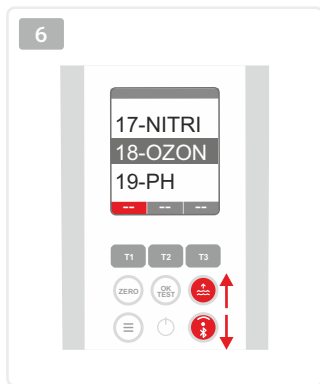 6
17-NITRI
18-OZON
19-PH
-- -- --
T1 T2 T3
ZERO OK TEST